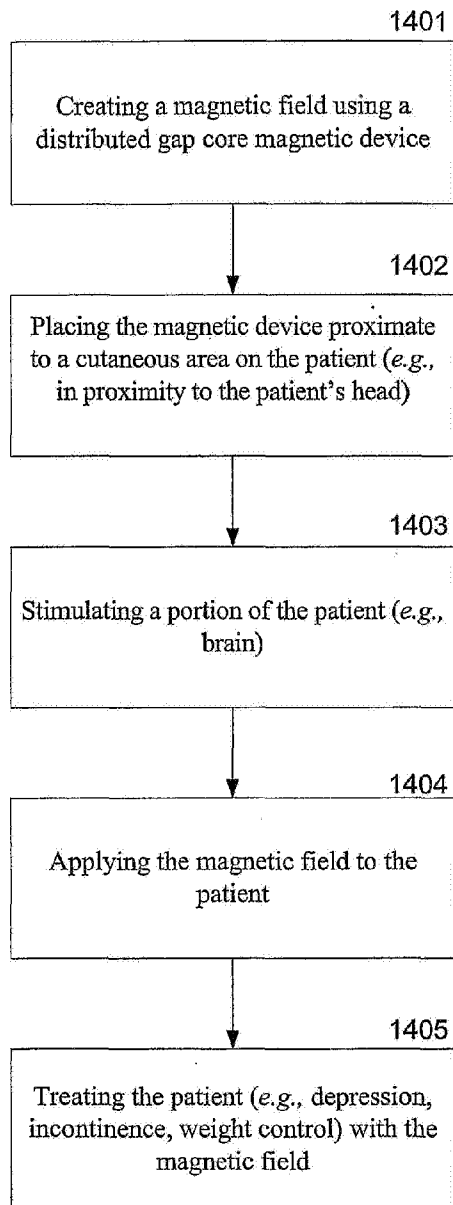 1401
Creating a magnetic field using a
distributed gap core magnetic device
1402
Placing the magnetic device proximate
to a cutaneous area on the patient (e.g.,
in proximity to the patient's head)
1403
Stimulating a portion of the patient (e.g.,
brain)
1404
Applying the magnetic field to the
patient
1405
Treating the patient (e.g., depression,
incontinence, weight control) with the
magnetic field